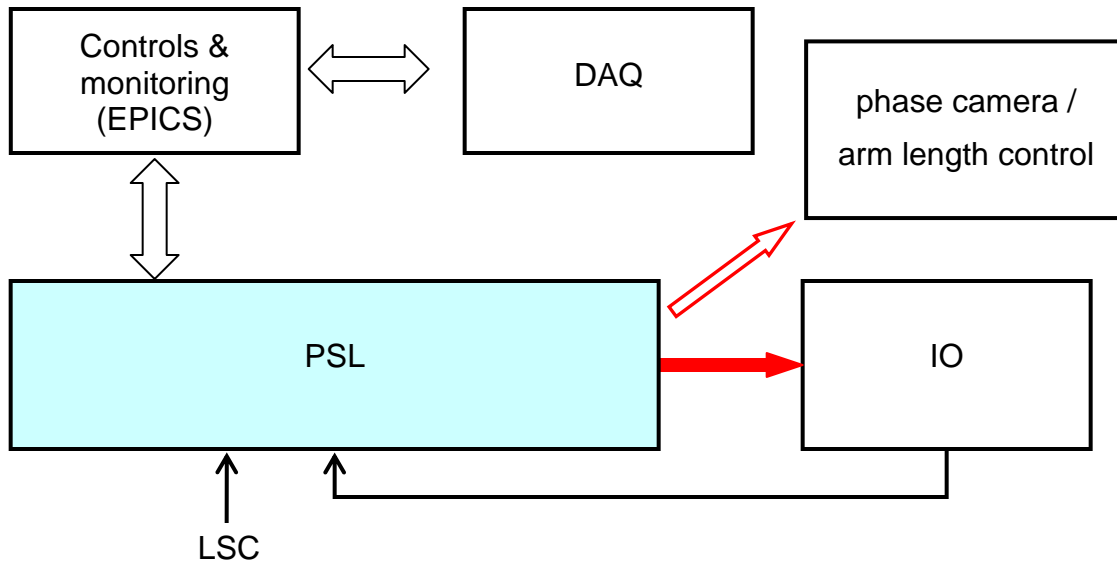 Controls &
monitoring
(EPICS)
DAQ
phase camera /
arm length control
PSL
IO
LSC